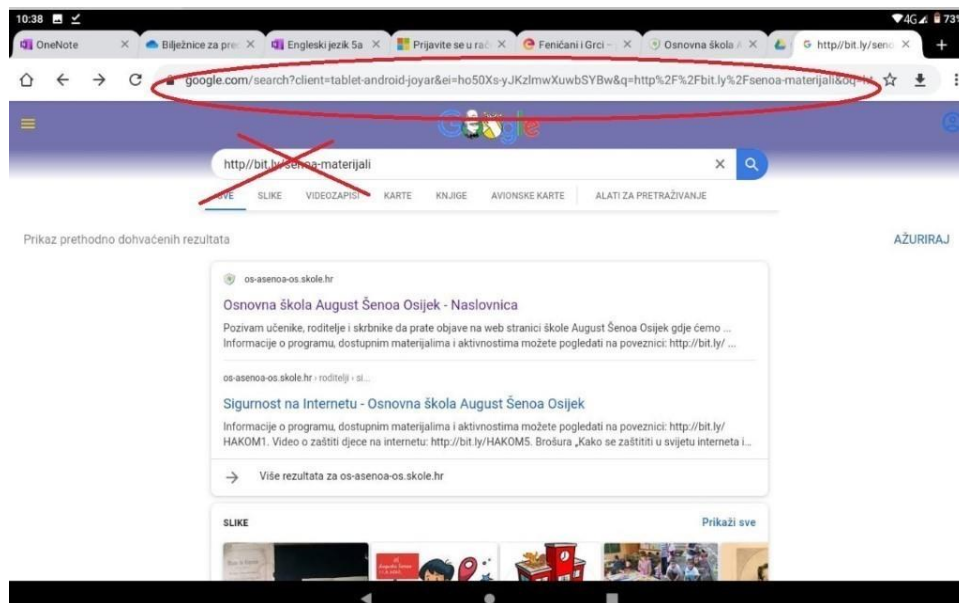 10:38
4G 73%
OneNote
Bilježnice za pre
Engleski jezik 5a
Prijavite se u rač
Feničani i Grci –
Osnovna škola A
http//bit.ly/seno
google.com/search?client=tablet-android-joyar&ei=ho50Xs-yJKzlmwXuwbSYBw&q=http%2F%2Fbit.ly%2Fsenoa-materijali&oq=ht
Google
http//bit.ly/senoa-materijali
SVE SLIKE VIDEOZAPISI KARTE KNJIGE AVIONSKE KARTE ALATI ZA PRETRAŽIVANJE
Prikaz prethodno dohvaćenih rezultata
AŽURIRAJ
os-asenoa-os.skole.hr
Osnovna škola August Šenoa Osijek - Naslovnica
Pozivam učenike, roditelje i skrbnike da prate objave na web stranici škole August Šenoa Osijek gdje ćemo ...
Informacije o programu, dostupnim materijalima i aktivnostima možete pogledati na poveznici: http://bit.ly/ ...
os-asenoa-os.skole.hr › roditelji › si...
Sigurnost na Internetu - Osnovna škola August Šenoa Osijek
Informacije o programu, dostupnim materijalima i aktivnostima možete pogledati na poveznici: http://bit.ly/
HAKOM1. Video o zaštiti djece na internetu: http://bit.ly/HAKOM5. Brošura „Kako se zaštititi u svijetu interneta i...
Više rezultata za os-asenoa-os.skole.hr
SLIKE
Prikaži sve